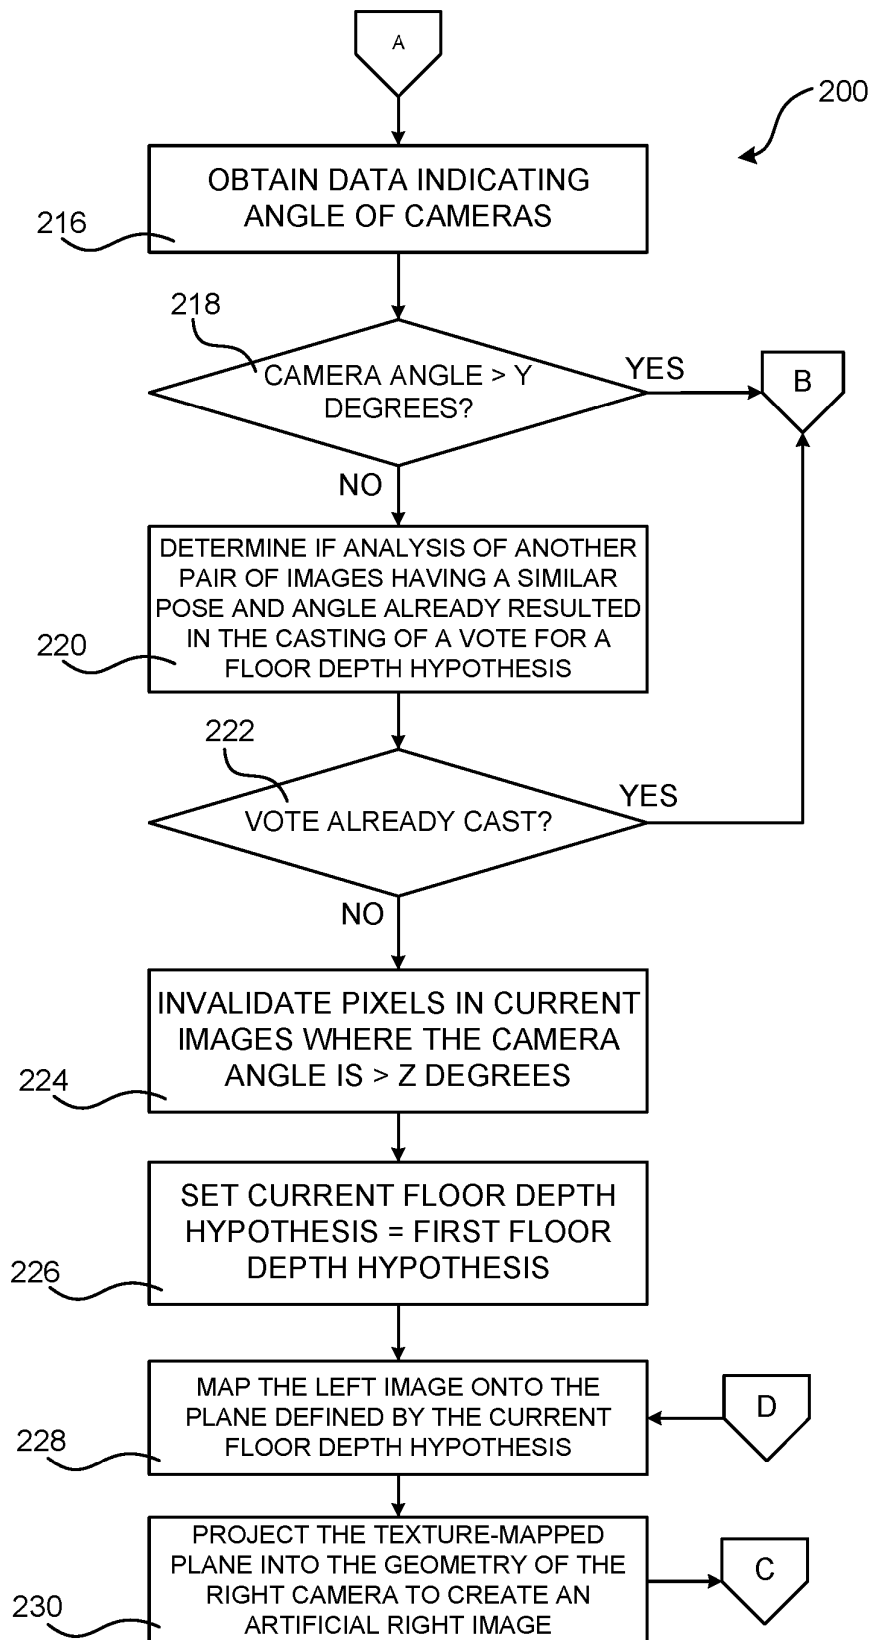 A
200
OBTAIN DATA INDICATING
ANGLE OF CAMERAS
216
218
CAMERA ANGLE > Y
DEGREES?
YES
B
NO
DETERMINE IF ANALYSIS OF ANOTHER
PAIR OF IMAGES HAVING A SIMILAR
POSE AND ANGLE ALREADY RESULTED
IN THE CASTING OF A VOTE FOR A
FLOOR DEPTH HYPOTHESIS
220
222
VOTE ALREADY CAST?
YES
NO
INVALIDATE PIXELS IN CURRENT
IMAGES WHERE THE CAMERA
ANGLE IS > Z DEGREES
224
SET CURRENT FLOOR DEPTH
HYPOTHESIS = FIRST FLOOR
DEPTH HYPOTHESIS
226
MAP THE LEFT IMAGE ONTO THE
PLANE DEFINED BY THE CURRENT
FLOOR DEPTH HYPOTHESIS
D
228
PROJECT THE TEXTURE-MAPPED
PLANE INTO THE GEOMETRY OF THE
RIGHT CAMERA TO CREATE AN
ARTIFICIAL RIGHT IMAGE
C
230